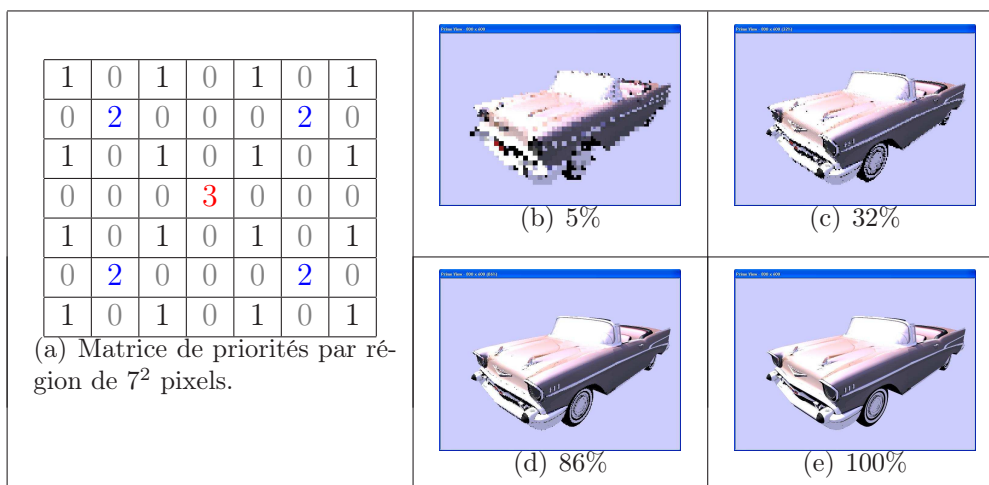 1 0 1 0 1 0 1
0 2 0 0 0 2 0
1 0 1 0 1 0 1
0 0 0 3 0 0 0
1 0 1 0 1 0 1
0 2 0 0 0 2 0
1 0 1 0 1 0 1
(a) Matrice de priorités par ré-
gion de 7² pixels.
(b) 5%
(c) 32%
(d) 86%
(e) 100%